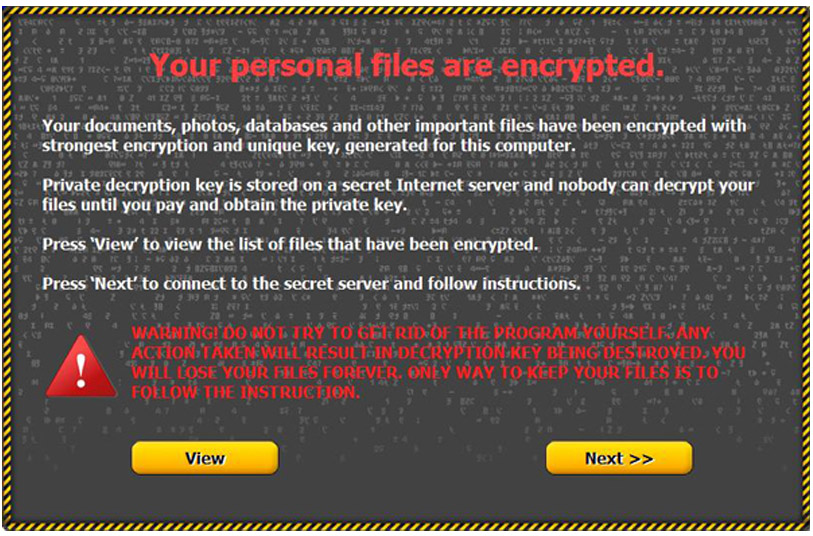 Your personal files are encrypted.
Your documents, photos, databases and other important files have been encrypted with
strongest encryption and unique key, generated for this computer.
Private decryption key is stored on a secret Internet server and nobody can decrypt your
files until you pay and obtain the private key.
Press ‘View’ to view the list of files that have been encrypted.
Press ‘Next’ to connect to the secret server and follow instructions.
WARNING! DO NOT TRY TO GET RID OF THE PROGRAM YOURSELF. ANY
ACTION TAKEN WILL RESULT IN DECRYPTION KEY BEING DESTROYED. YOU
WILL LOSE YOUR FILES FOREVER. ONLY WAY TO KEEP YOUR FILES IS TO
FOLLOW THE INSTRUCTION.
View
Next >>